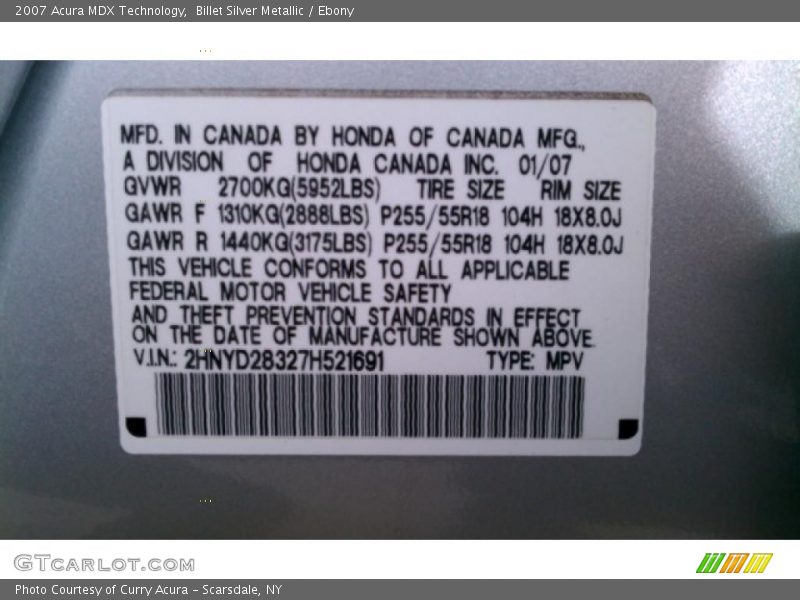 2007 Acura MDX Technology,  Billet Silver Metallic / Ebony
MFD. IN CANADA BY HONDA OF CANADA MFG.,
A DIVISION OF HONDA CANADA INC. 01/07
GVWR 2700KG(5952LBS) TIRE SIZE RIM SIZE
GAWR F 1310KG(2888LBS) P255/55R18 104H 18X8.0J
GAWR R 1440KG(3175LBS) P255/55R18 104H 18X8.0J
THIS VEHICLE CONFORMS TO ALL APPLICABLE
FEDERAL MOTOR VEHICLE SAFETY
AND THEFT PREVENTION STANDARDS IN EFFECT
ON THE DATE OF MANUFACTURE SHOWN ABOVE.
V.I.N.: 2HNYD28327H521691 TYPE: MPV
GTCARLOT.COM
Photo Courtesy of Curry Acura - Scarsdale, NY